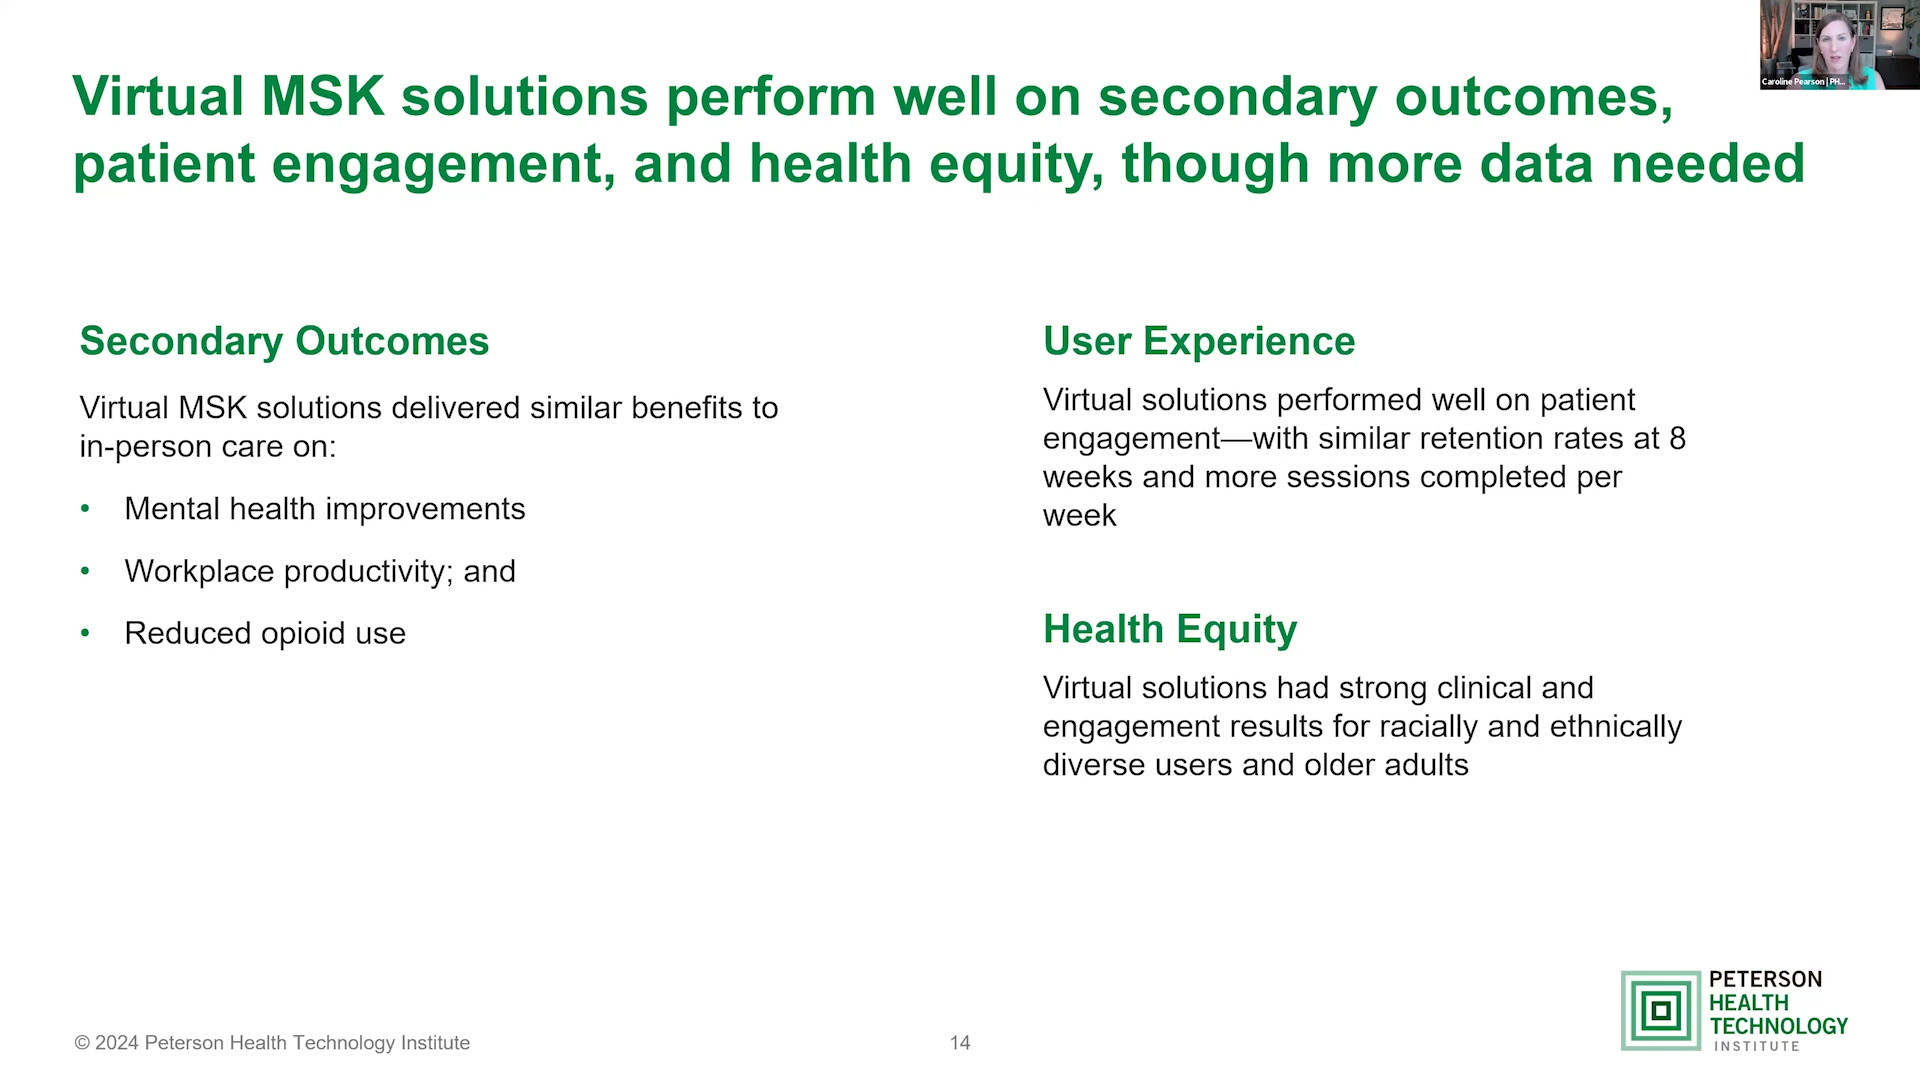 Virtual MSK solutions perform well on secondary outcomes,
patient engagement, and health equity, though more data needed
Caroline Pearson | PH...
Secondary Outcomes
Virtual MSK solutions delivered similar benefits to
in-person care on:
• Mental health improvements
• Workplace productivity; and
• Reduced opioid use
User Experience
Virtual solutions performed well on patient
engagement—with similar retention rates at 8
weeks and more sessions completed per
week
Health Equity
Virtual solutions had strong clinical and
engagement results for racially and ethnically
diverse users and older adults
© 2024 Peterson Health Technology Institute
14
PETERSON
HEALTH
TECHNOLOGY
INSTITUTE